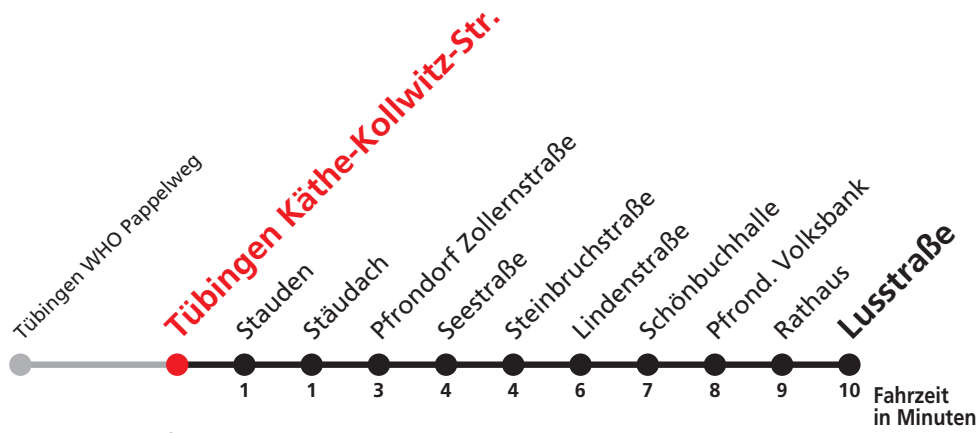 Tübingen WHO Pappelweg
Tübingen Käthe-Kollwitz-Str.
Stauden
Stäudach
Pfrondorf Zollernstraße
Seestraße
Steinbruchstraße
Lindenstraße
Schönbuchhalle
Pfrond. Volksbank
Rathaus
Lusstraße
1 1 3 4 4 6 7 8 9 10
Fahrzeit
in Minuten